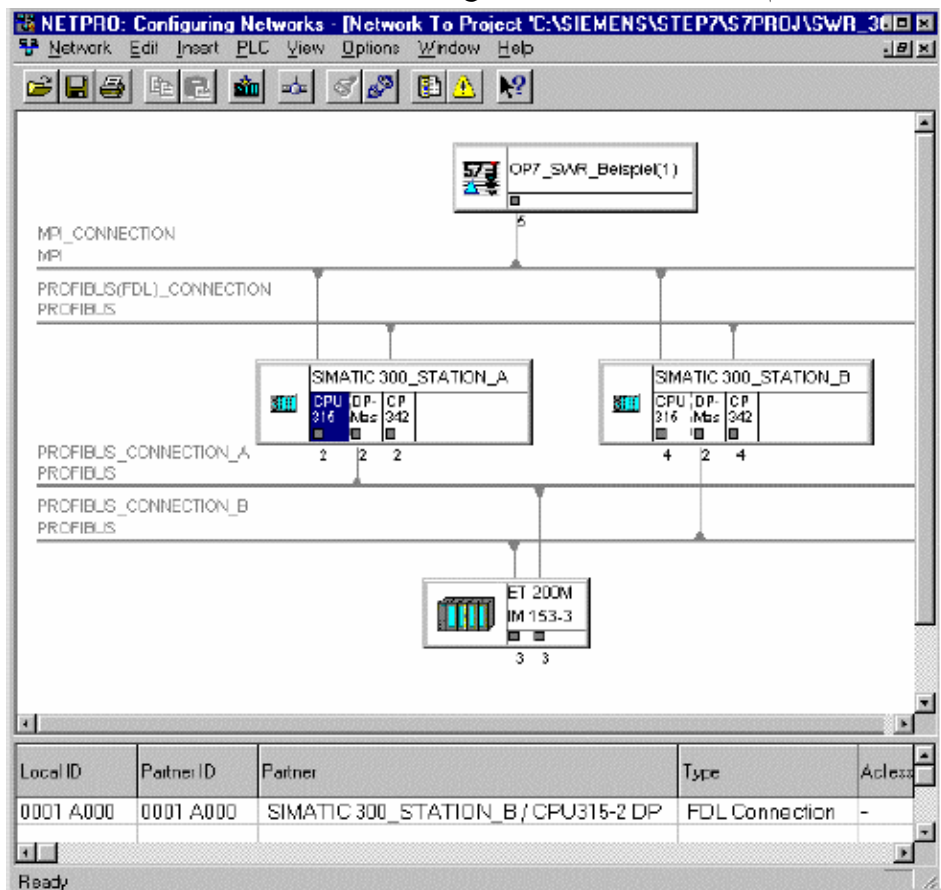 NETPRO: Configuring Networks - [Network To Project "C:\SIEMENS\STEP7\S7PROJ\SWR_30
Network Edit Insert PLC View Options Window Help
OP7_SWR_Beispiel(1)
5
MPI_CONNECTION
MPI
PROFIBUS(FDL)_CONNECTION
PROFIBUS
SIMATIC 300_STATION_A
CPU DP- CP
316 Mas 342
2 2 2
SIMATIC 300_STATION_B
CPU DP- CP
316 Mas 342
4 2 4
PROFIBUS_CONNECTION_A
PROFIBUS
PROFIBUS_CONNECTION_B
PROFIBUS
ET 200M
IM 153-3
3 3
Local ID Partner ID Partner Type
0001 A000 0001 A000 SIMATIC 300_STATION_B / CPU315-2 DP FDL Connection -
Ready